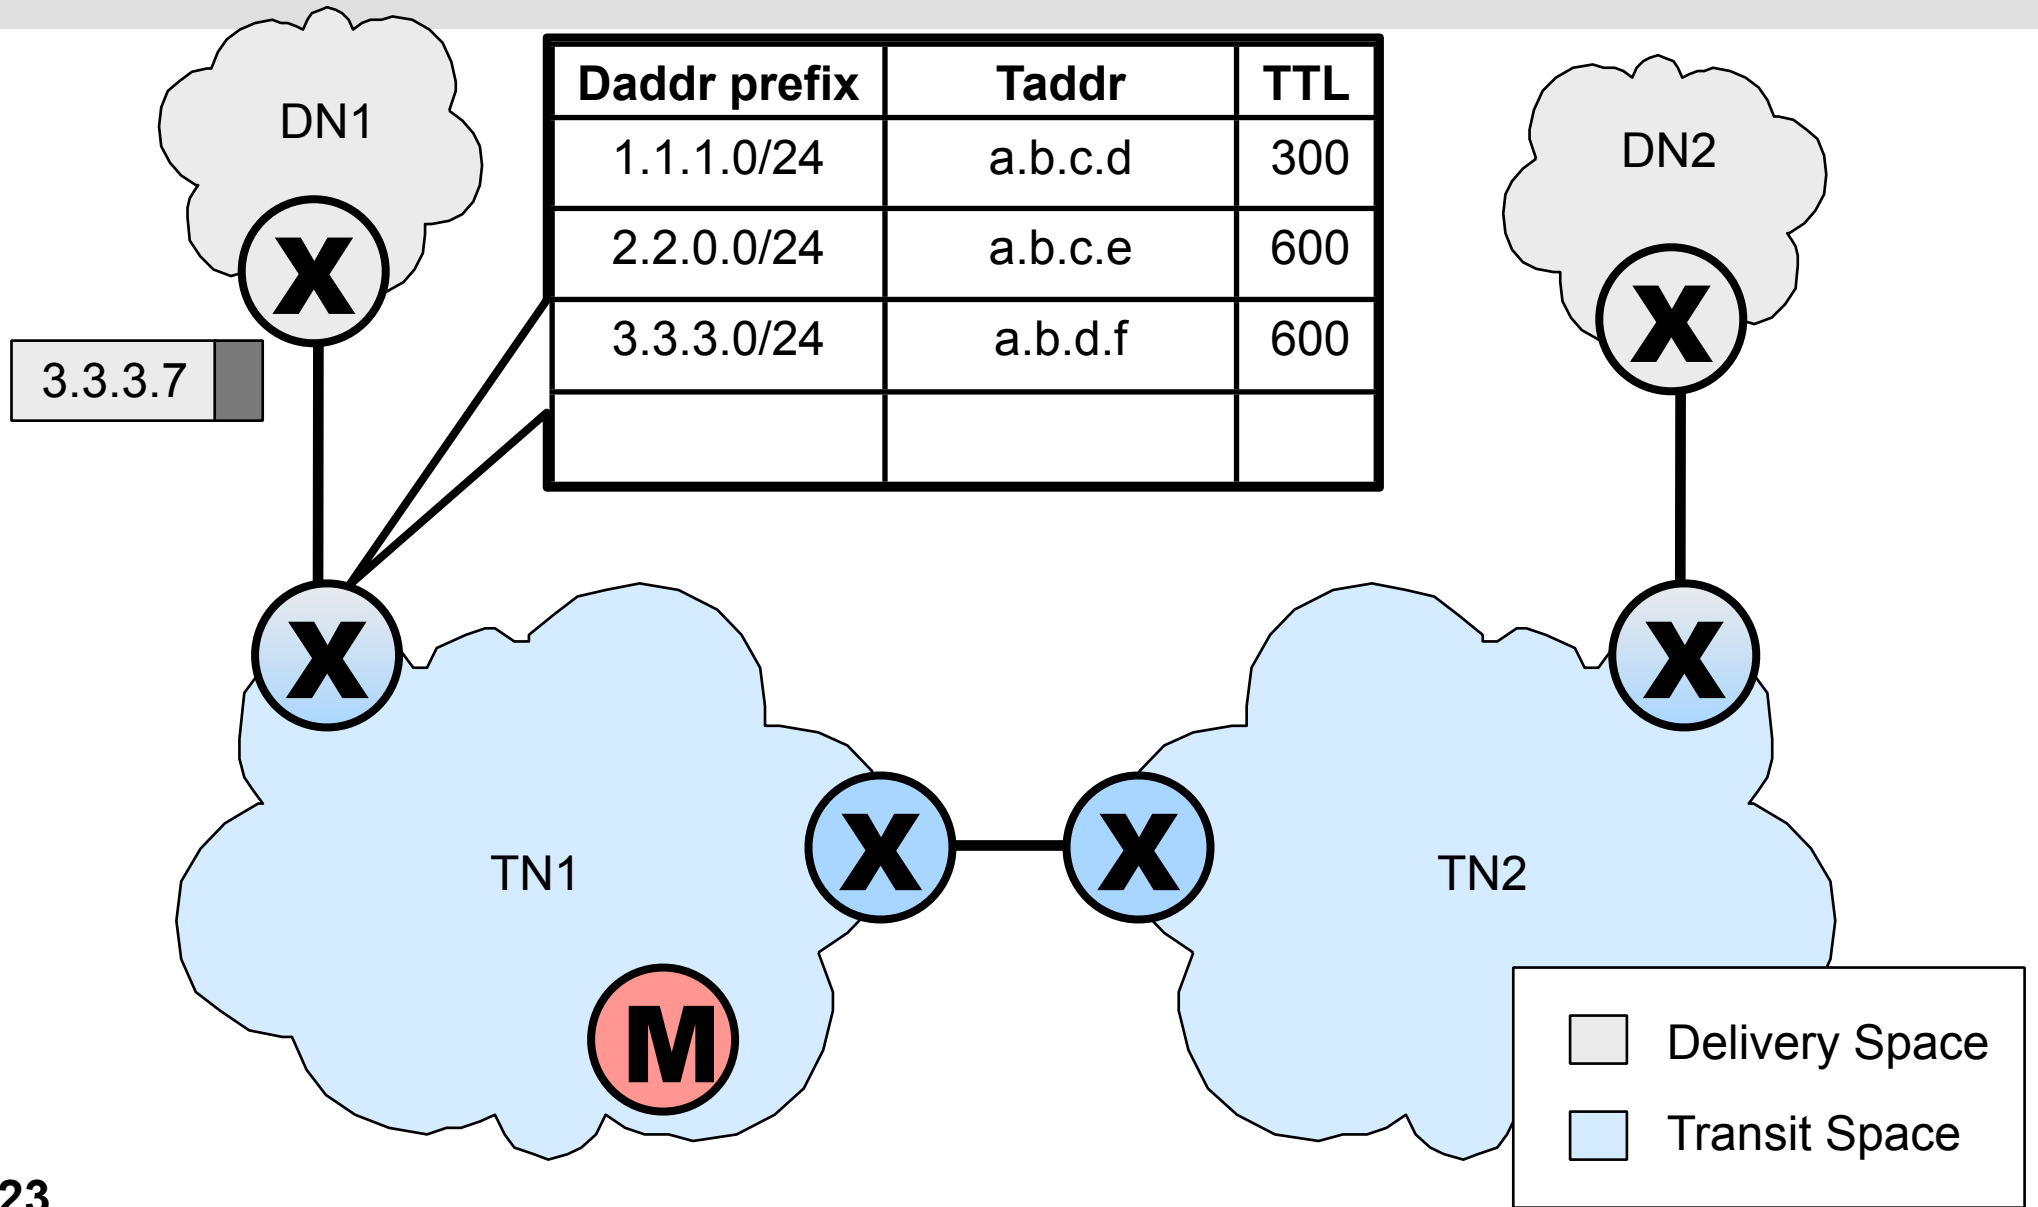 DN1
Daddr prefix Taddr TTL
1.1.1.0/24 a.b.c.d 300
2.2.0.0/24 a.b.c.e 600
3.3.3.0/24 a.b.d.f 600
DN2
X
X
3.3.3.7
X
X
X
X
TN1
TN2
M
Delivery Space
Transit Space
23